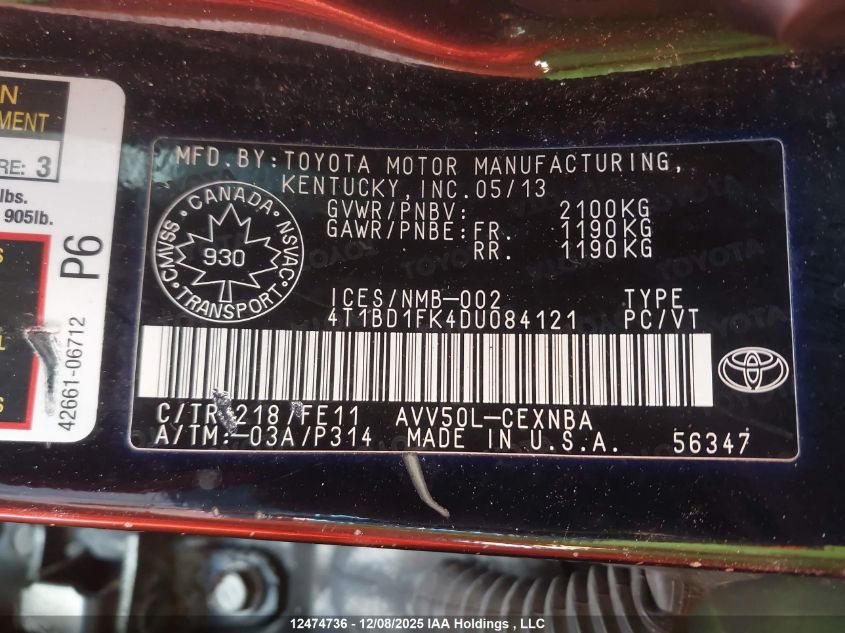 N
EMENT
RE: 3
lbs.
905lb.
S
L
S
P6
42661-06712
MFD.BY:TOYOTA MOTOR MANUFACTURING,
KENTUCKY,INC.05/13
GVWR/PNBV: 2100KG
GAWR/PNBE:FR. 1190KG
RR. 1190KG
CANADA
CMVSS NSVAC
930
TRANSPORT
ICES/NMB-002 TYPE
4T1BD1FK4DU084121 PC/VT
C/TR 218/FE11 AVV50L-CEXNBA
A/TM:-03A/P314 MADE IN U.S.A. 56347
12474736 - 12/08/2025 IAA Holdings , LLC